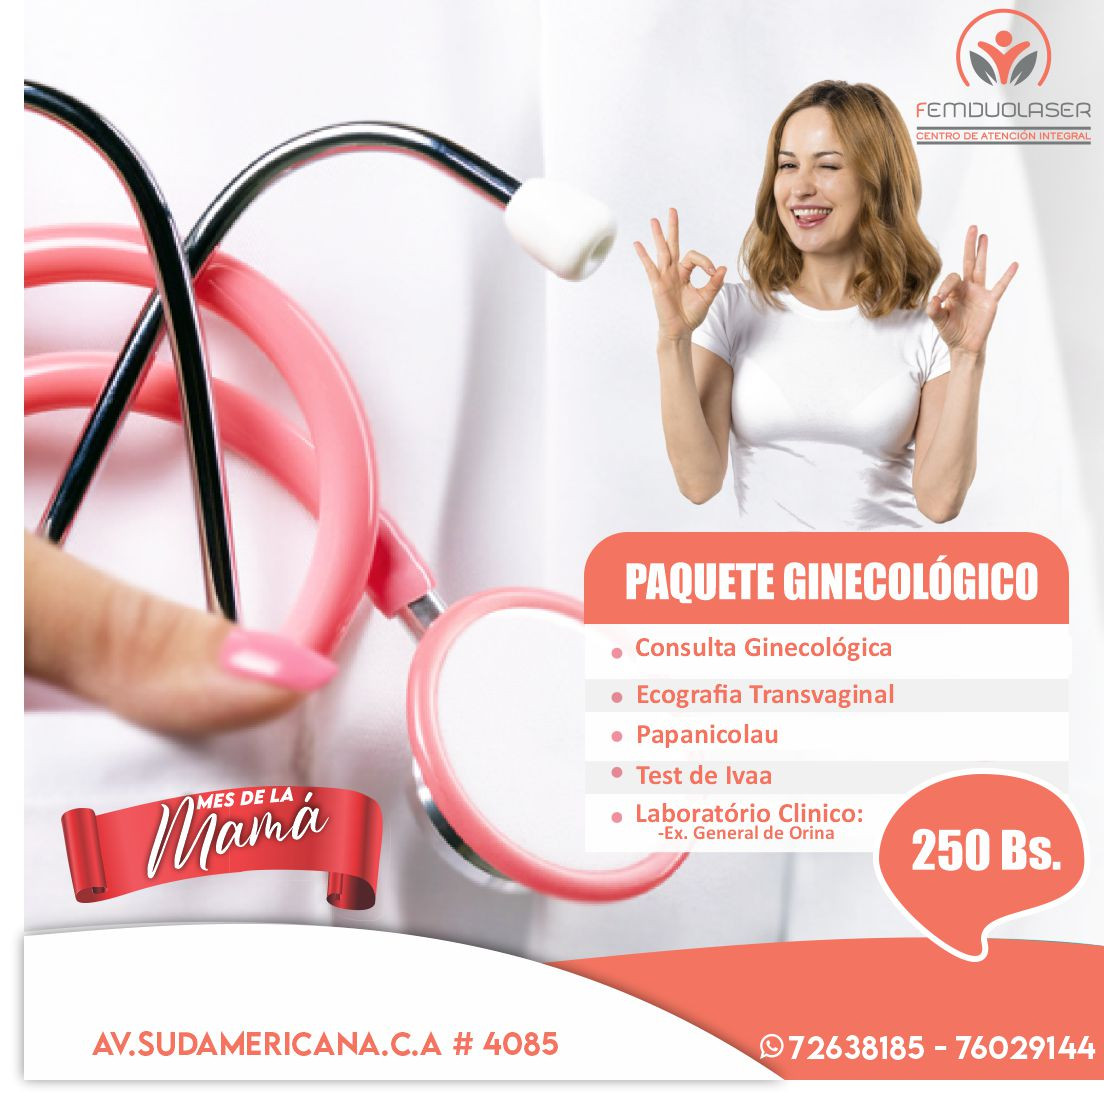 FEMDUOLASER
CENTRO DE ATENCIÓN INTEGRAL
PAQUETE GINECOLÓGICO
Consulta Ginecológica
Ecografia Transvaginal
Papanicolau
Test de Ivaa
Laboratório Clinico:
-Ex. General de Orina
250 Bs.
MES DE LA
Mamá
AV.SUDAMERICANA.C.A # 4085
72638185 - 76029144